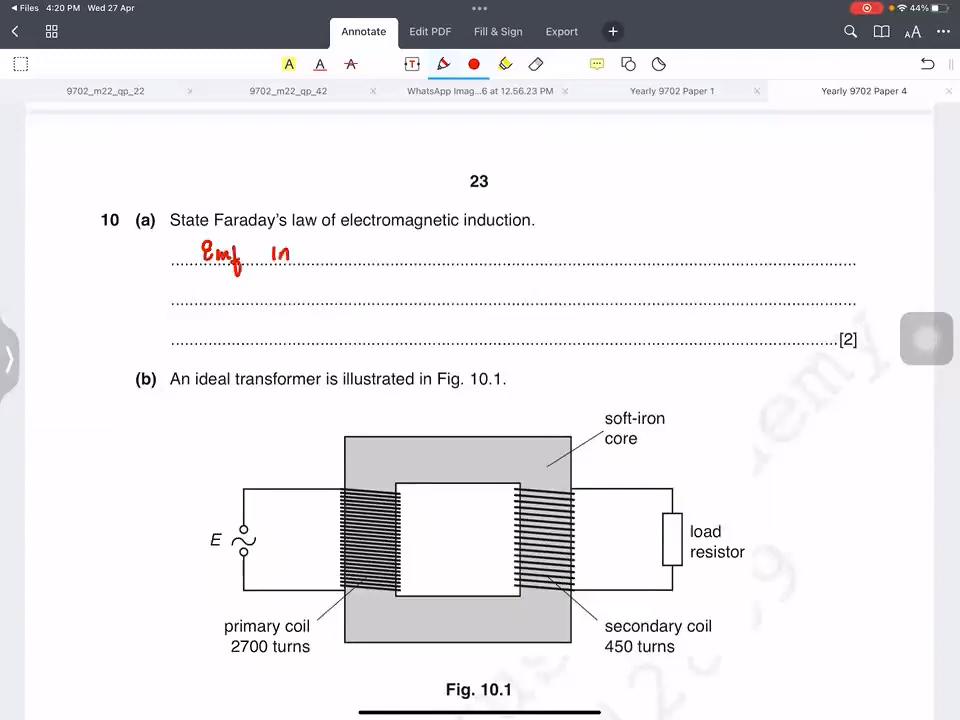 ◀ Files 4:20 PM Wed 27 Apr 44%
Annotate Edit PDF Fill & Sign Export
9702_m22_qp_22 9702_m22_qp_42 WhatsApp Imag...6 at 12.56.23 PM Yearly 9702 Paper 1 Yearly 9702 Paper 4
23
10 (a) State Faraday's law of electromagnetic induction.
Emf In
[2]
(b) An ideal transformer is illustrated in Fig. 10.1.
soft-iron
core
E
load
resistor
primary coil
2700 turns
secondary coil
450 turns
Fig. 10.1